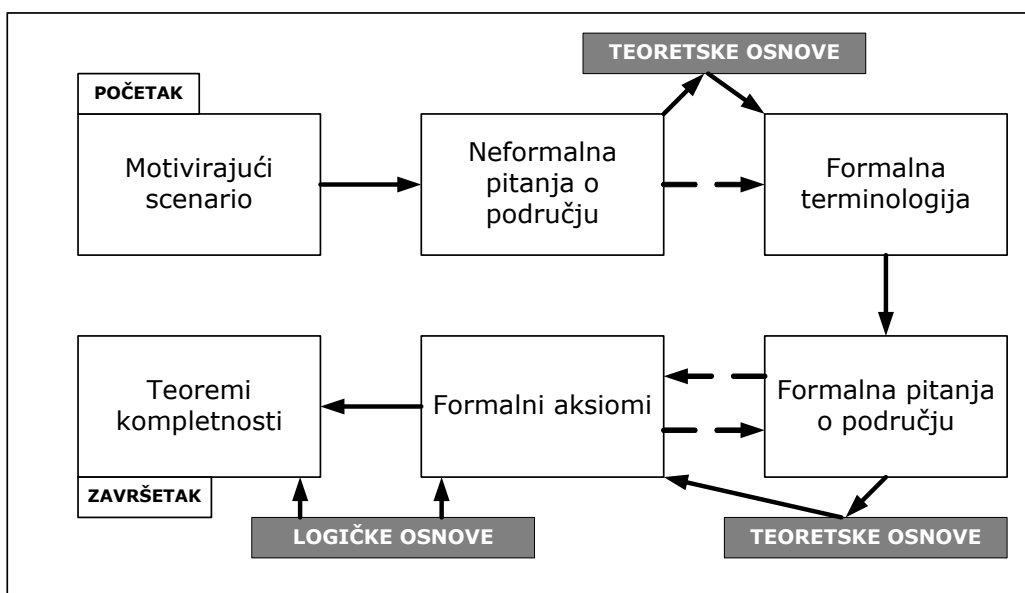 TEORETSKE OSNOVE
POČETAK
Motivirajući
scenario
Neformalna
pitanja o
području
Formalna
terminologija
Teoremi
kompletnosti
Formalni aksiomi
Formalna pitanja
o području
ZAVRŠETAK
LOGIČKE OSNOVE
TEORETSKE OSNOVE